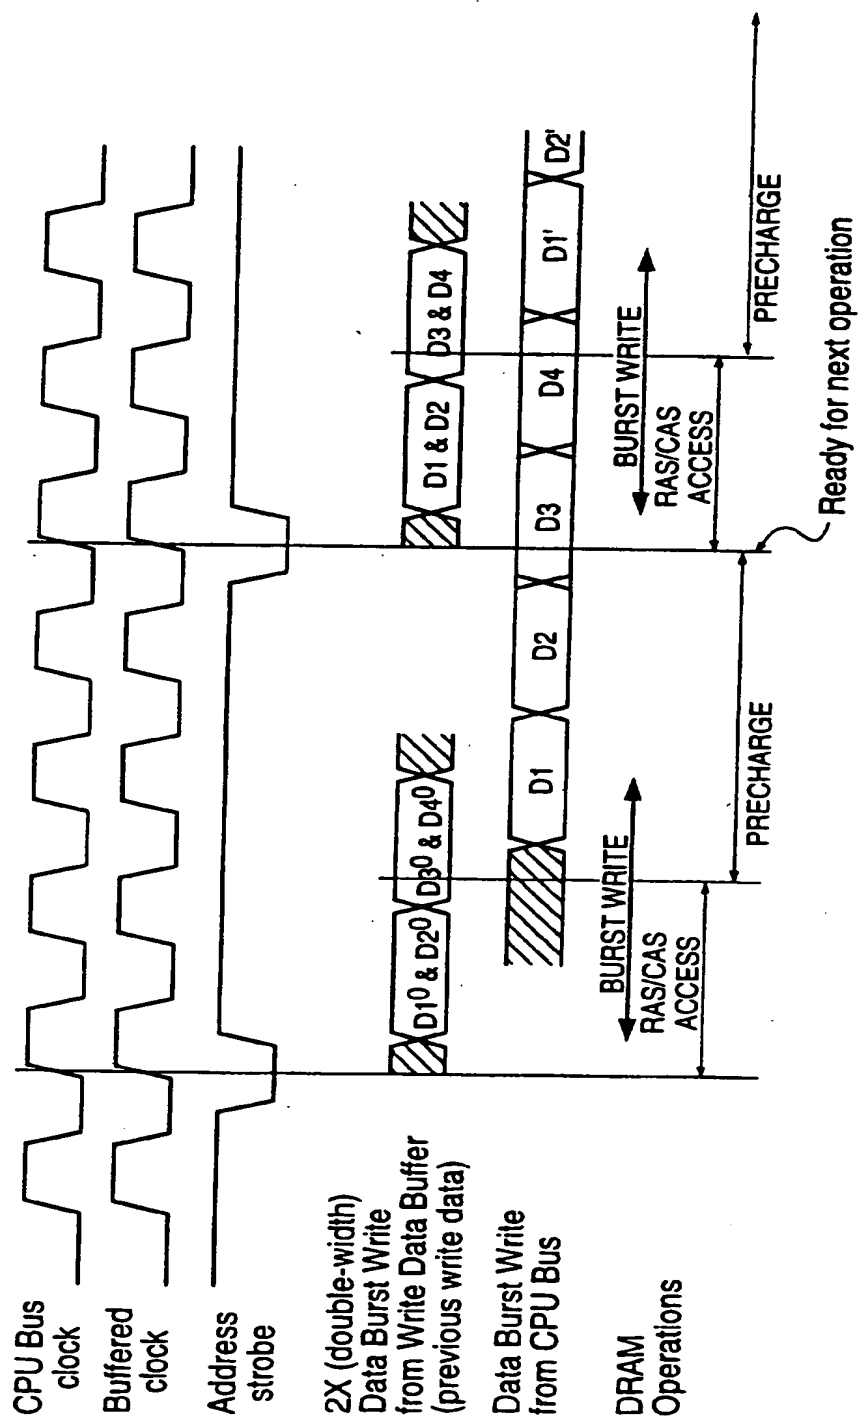 CPU Bus
clock
Buffered
clock
Address
strobe
2X (double-width)
Data Burst Write
from Write Data Buffer
(previous write data)
D1⁰ & D2⁰
D3⁰ & D4⁰
D1 & D2
D3 & D4
Data Burst Write
from CPU Bus
D1
D2
D3
D4
D1'
D2'
DRAM
Operations
BURST WRITE
RAS/CAS
ACCESS
PRECHARGE
BURST WRITE
RAS/CAS
ACCESS
PRECHARGE
Ready for next operation